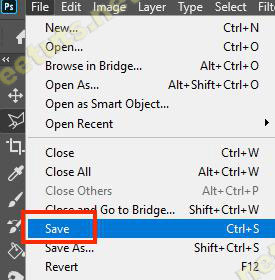 Ps File Edit Image Layer Type Select Filter
New... Ctrl+N
Open... Ctrl+O
Browse in Bridge... Alt+Ctrl+O
Open As... Alt+Shift+Ctrl+O
Open as Smart Object...
Open Recent
Close Ctrl+W
Close All Alt+Ctrl+W
Close Others Alt+Ctrl+P
Close and Go to Bridge... Shift+Ctrl+W
Save Ctrl+S
Save As... Shift+Ctrl+S
Revert F12